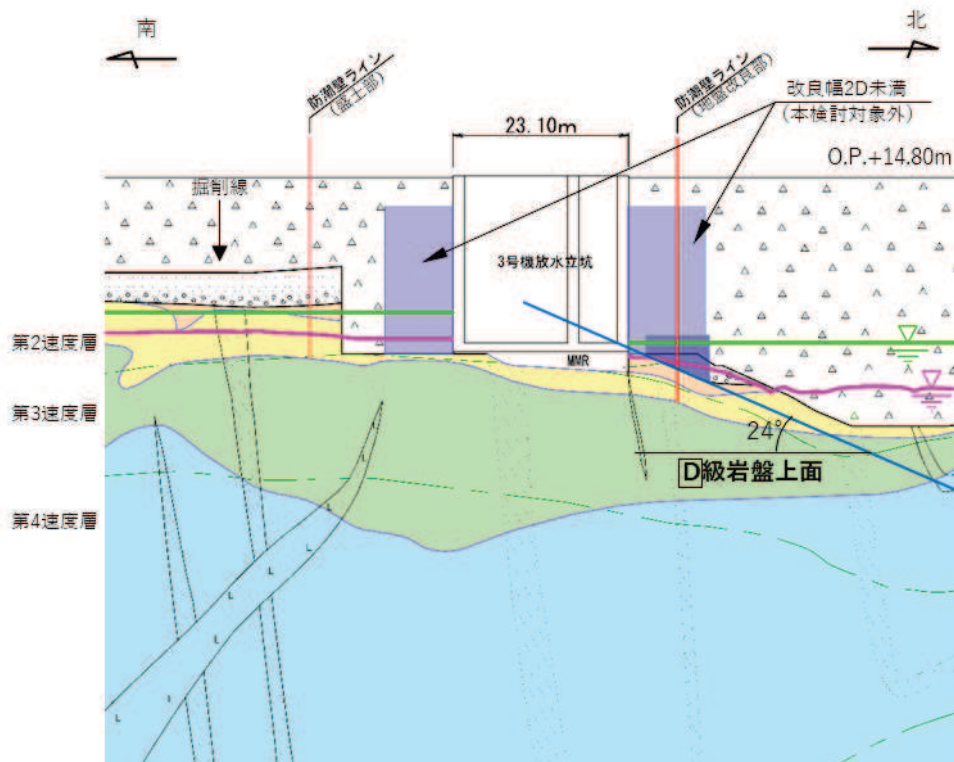 南
北
防潮壁ライン
(盛土部)
防潮壁ライン
(地盤改良部)
改良幅2D未満
(本検討対象外)
23.10m
O.P.+14.80m
掘削線
3号機放水立坑
第2速度層
MMR
第3速度層
24°
D級岩盤上面
第4速度層
L
L
L
L
L
L
L
L